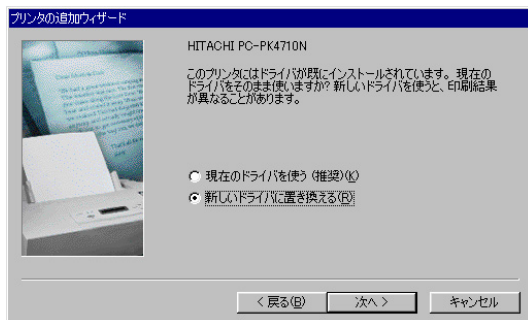 プリンタの追加ウィザード
HITACHI PC-PK4710N
このプリンタにはドライバが既にインストールされています。現在の
ドライバをそのまま使いますか? 新しいドライバを使うと、印刷結果
が異なることがあります。
現在のドライバを使う (推奨)(K)
新しいドライバに置き換える(R)
< 戻る(B)
次へ >
キャンセル